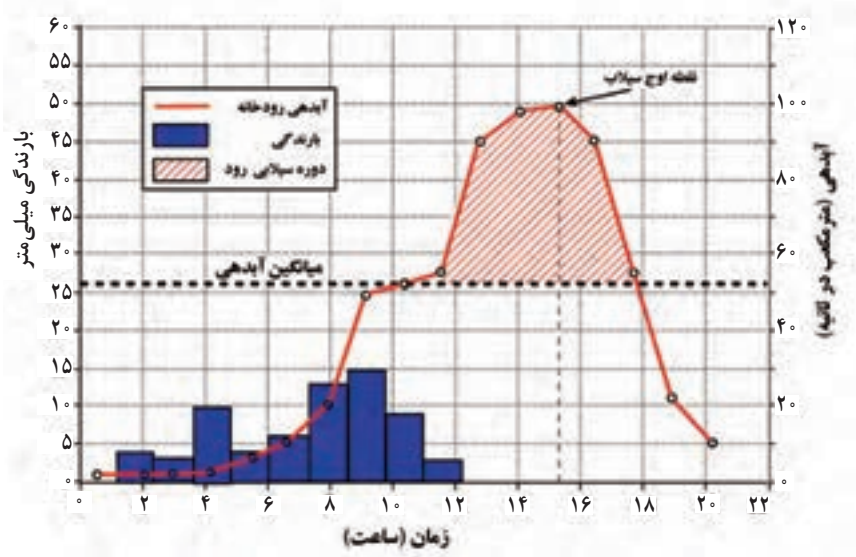 نقطه اوج سیلاب
آبدهی رودخانه
بارندگی
دوره سیلابی رود
میانگین آبدهی
بارندگی میلی‌متر
۶۰
۵۵
۵۰
۴۵
۴۰
۳۵
۳۰
۲۵
۲۰
۱۵
۱۰
۵
۰
آبدهی (مترمکعب در ثانیه)
۱۲۰
۱۰۰
۸۰
۶۰
۴۰
۲۰
۰
۰ ۲ ۴ ۶ ۸ ۱۰ ۱۲ ۱۴ ۱۶ ۱۸ ۲۰ ۲۲
زمان (ساعت)